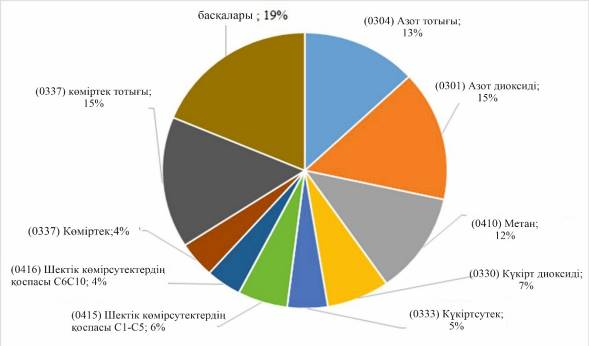 басқалары ; 19%
(0304) Азот тотығы;
13%
(0301) Азот диоксиді;
15%
(0410) Метан;
12%
(0330) Күкірт диоксиді;
7%
(0333) Күкіртсутек;
5%
(0415) Шектік көмірсутектердің
қоспасы С1-С5; 6%
(0416) Шектік көмірсутектердің
қоспасы С6С10; 4%
(0337) Көміртек;4%
(0337) көміртек тотығы;
15%